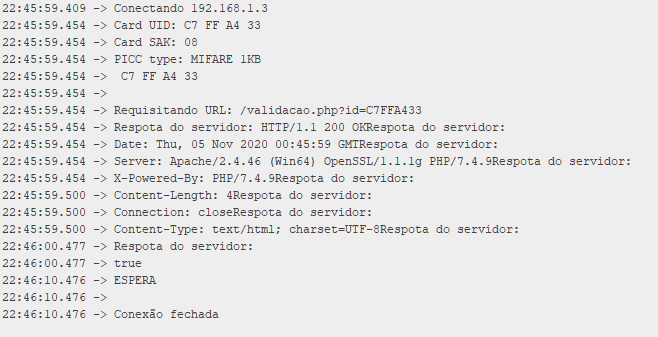 22:45:59.409 -> Conectando 192.168.1.3
22:45:59.454 -> Card UID: C7 FF A4 33
22:45:59.454 -> Card SAK: 08
22:45:59.454 -> PICC type: MIFARE 1KB
22:45:59.454 ->  C7 FF A4 33
22:45:59.454 ->
22:45:59.454 -> Requisitando URL: /validacao.php?id=C7FFA433
22:45:59.454 -> Respota do servidor: HTTP/1.1 200 OKRespota do servidor:
22:45:59.454 -> Date: Thu, 05 Nov 2020 00:45:59 GMTRespota do servidor:
22:45:59.454 -> Server: Apache/2.4.46 (Win64) OpenSSL/1.1.1g PHP/7.4.9Respota do servidor:
22:45:59.454 -> X-Powered-By: PHP/7.4.9Respota do servidor:
22:45:59.500 -> Content-Length: 4Respota do servidor:
22:45:59.500 -> Connection: closeRespota do servidor:
22:45:59.500 -> Content-Type: text/html; charset=UTF-8Respota do servidor:
22:46:00.477 -> Respota do servidor:
22:46:00.477 -> true
22:46:10.476 -> ESPERA
22:46:10.476 ->
22:46:10.476 -> Conexão fechada